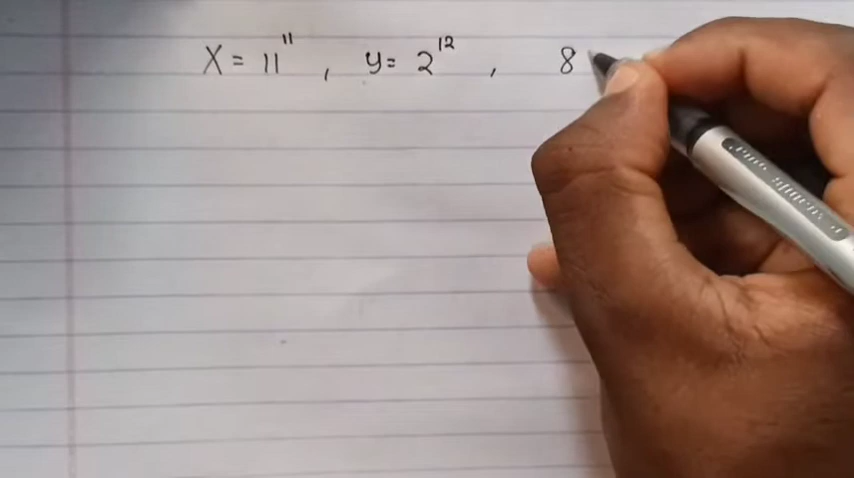 x = 11¹¹ , y = 2¹² , 8